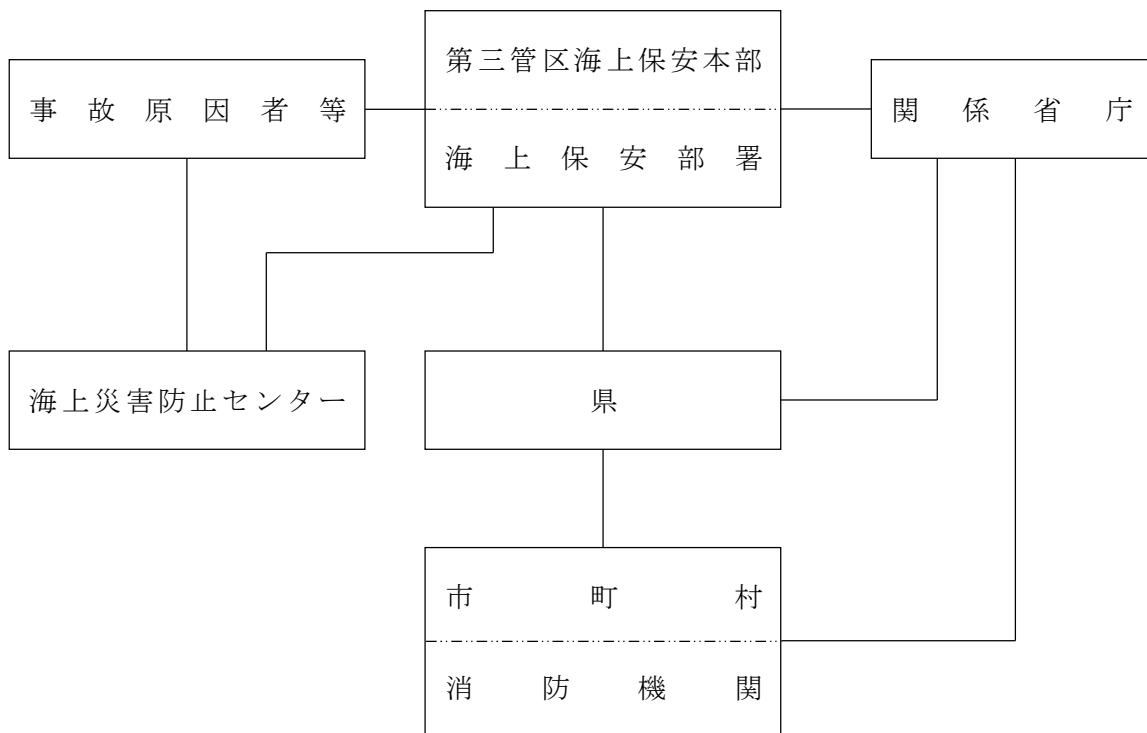 第三管区海上保安本部
事故原因者等
関係省庁
海上保安部署
海上災害防止センター
県
市町村
消防機関